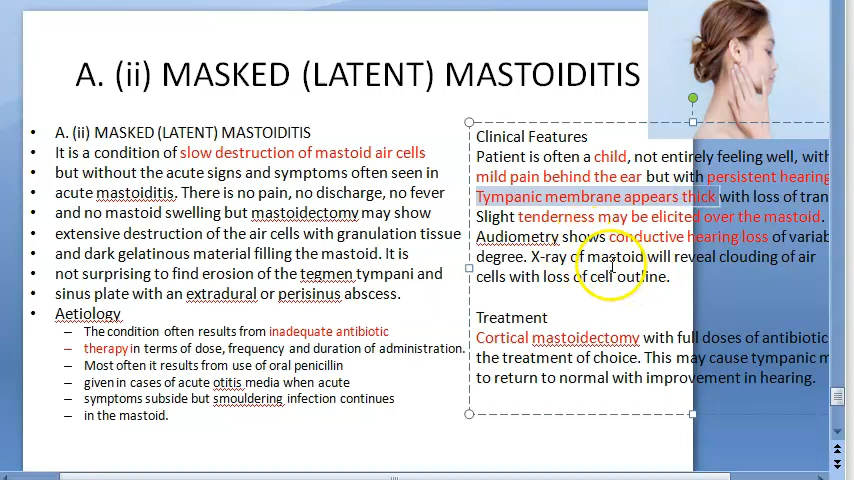 A. (ii) MASKED (LATENT) MASTOIDITIS
A. (ii) MASKED (LATENT) MASTOIDITIS
It is a condition of slow destruction of mastoid air cells
but without the acute signs and symptoms often seen in
acute mastoiditis. There is no pain, no discharge, no fever
and no mastoid swelling but mastoidectomy may show
extensive destruction of the air cells with granulation tissue
and dark gelatinous material filling the mastoid. It is
not surprising to find erosion of the tegmen tympani and
sinus plate with an extradural or perisinus abscess.
Aetiology
The condition often results from inadequate antibiotic
therapy in terms of dose, frequency and duration of administration.
Most often it results from use of oral penicillin
given in cases of acute otitis media when acute
symptoms subside but smouldering infection continues
in the mastoid.
Clinical Features
Patient is often a child, not entirely feeling well, with
mild pain behind the ear but with persistent hearing
Tympanic membrane appears thick with loss of tran
Slight tenderness may be elicited over the mastoid.
Audiometry shows conductive hearing loss of variab
degree. X-ray of mastoid will reveal clouding of air
cells with loss of cell outline.
Treatment
Cortical mastoidectomy with full doses of antibiotic
the treatment of choice. This may cause tympanic m
to return to normal with improvement in hearing.